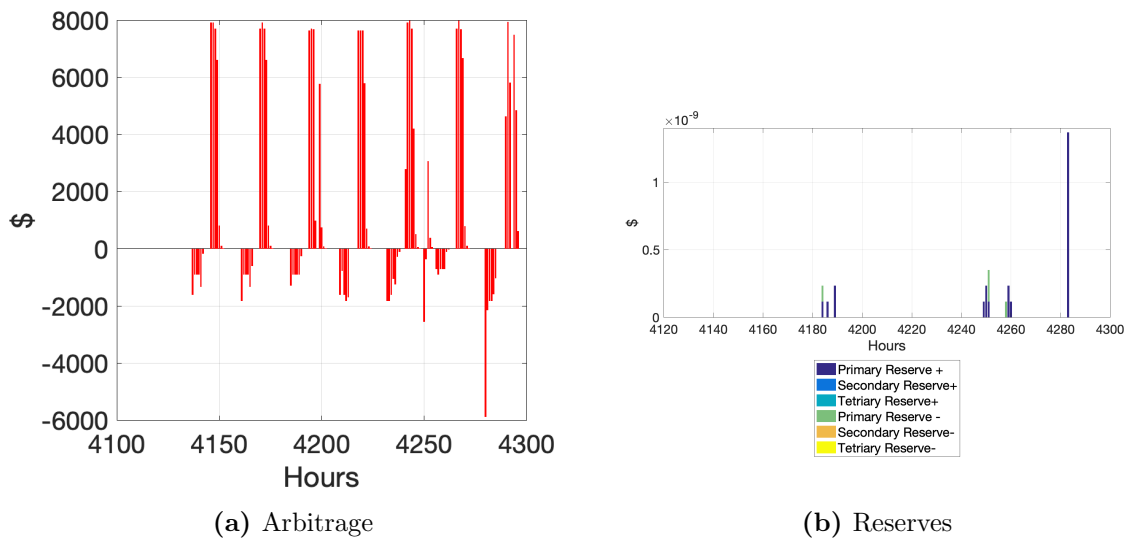 8000
6000
4000
2000
0
-2000
-4000
-6000
$
4100 4150 4200 4250 4300
Hours
(a) Arbitrage
×10^-9
1
0.5
0
$
4120 4140 4160 4180 4200 4220 4240 4260 4280 4300
Hours
Primary Reserve +
Secondary Reserve+
Tetriary Reserve+
Primary Reserve -
Secondary Reserve-
Tetriary Reserve-
(b) Reserves